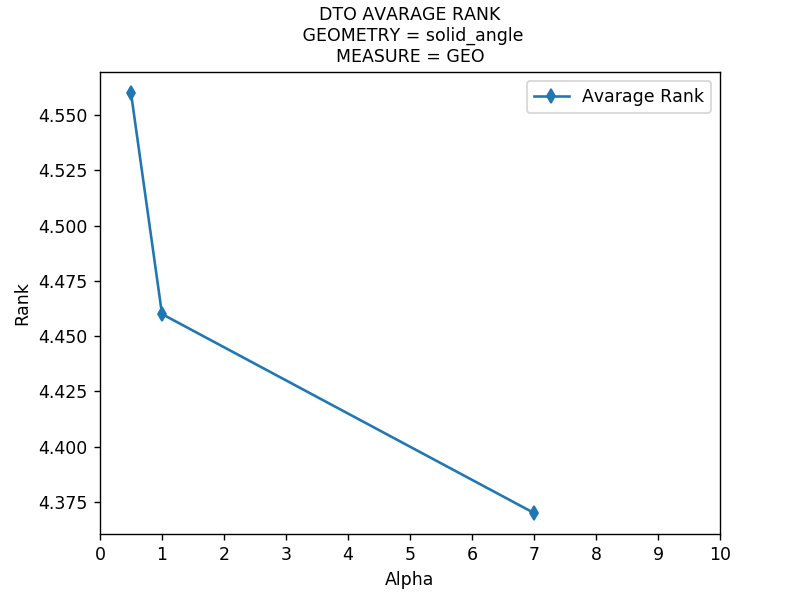 DTO AVARAGE RANK
GEOMETRY = solid_angle
MEASURE = GEO
Avarage Rank
4.550
4.525
4.500
4.475
4.450
4.425
4.400
4.375
Rank
0 1 2 3 4 5 6 7 8 9 10
Alpha